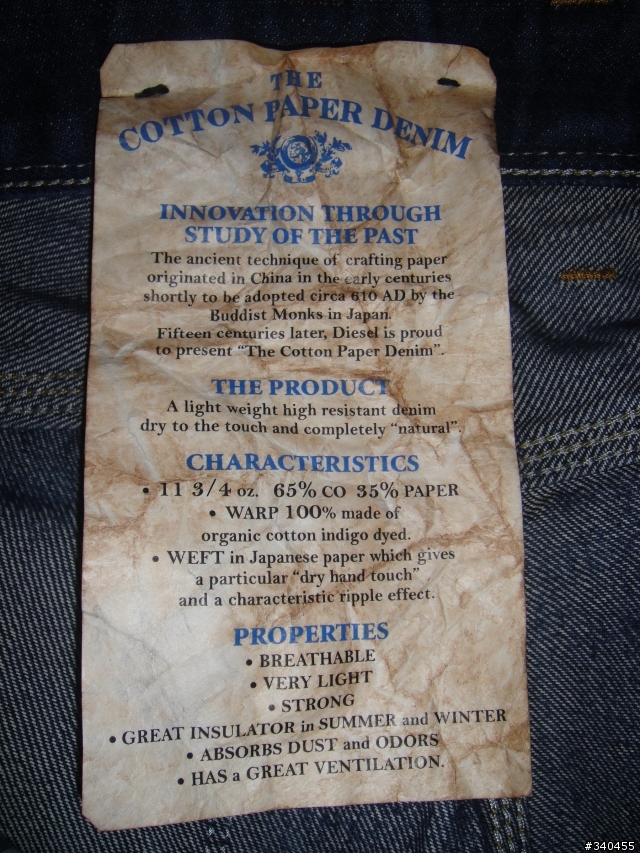 THE
COTTON PAPER DENIM
INNOVATION THROUGH
STUDY OF THE PAST
The ancient technique of crafting paper
originated in China in the early centuries
shortly to be adopted circa 610 AD by the
Buddist Monks in Japan.
Fifteen centuries later, Diesel is proud
to present "The Cotton Paper Denim".
THE PRODUCT
A light weight high resistant denim
dry to the touch and completely "natural".
CHARACTERISTICS
• 11 3/4 oz. 65% CO 35% PAPER
• WARP 100% made of
organic cotton indigo dyed.
• WEFT in Japanese paper which gives
a particular "dry hand touch"
and a characteristic ripple effect.
PROPERTIES
• BREATHABLE
• VERY LIGHT
• STRONG
• GREAT INSULATOR in SUMMER and WINTER
• ABSORBS DUST and ODORS
• HAS a GREAT VENTILATION.
#340455